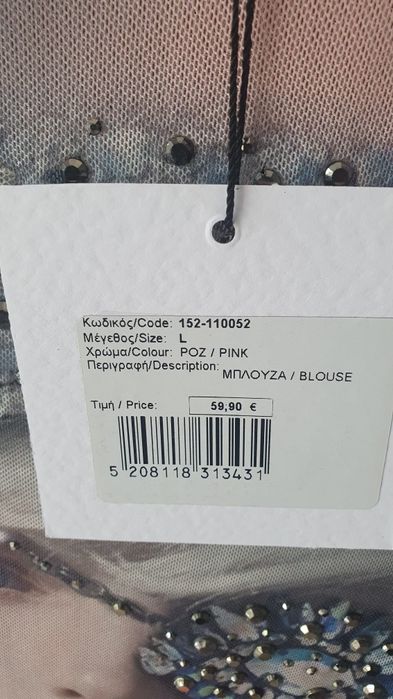 Κωδικός/Code: 152-110052
Μέγεθος/Size: L
Χρώμα/Colour: ΡΟΖ / PINK
Περιγραφή/Description: ΜΠΛΟΥΖΑ / BLOUSE
Τιμή / Price: 59,90 €
5 208118 313431